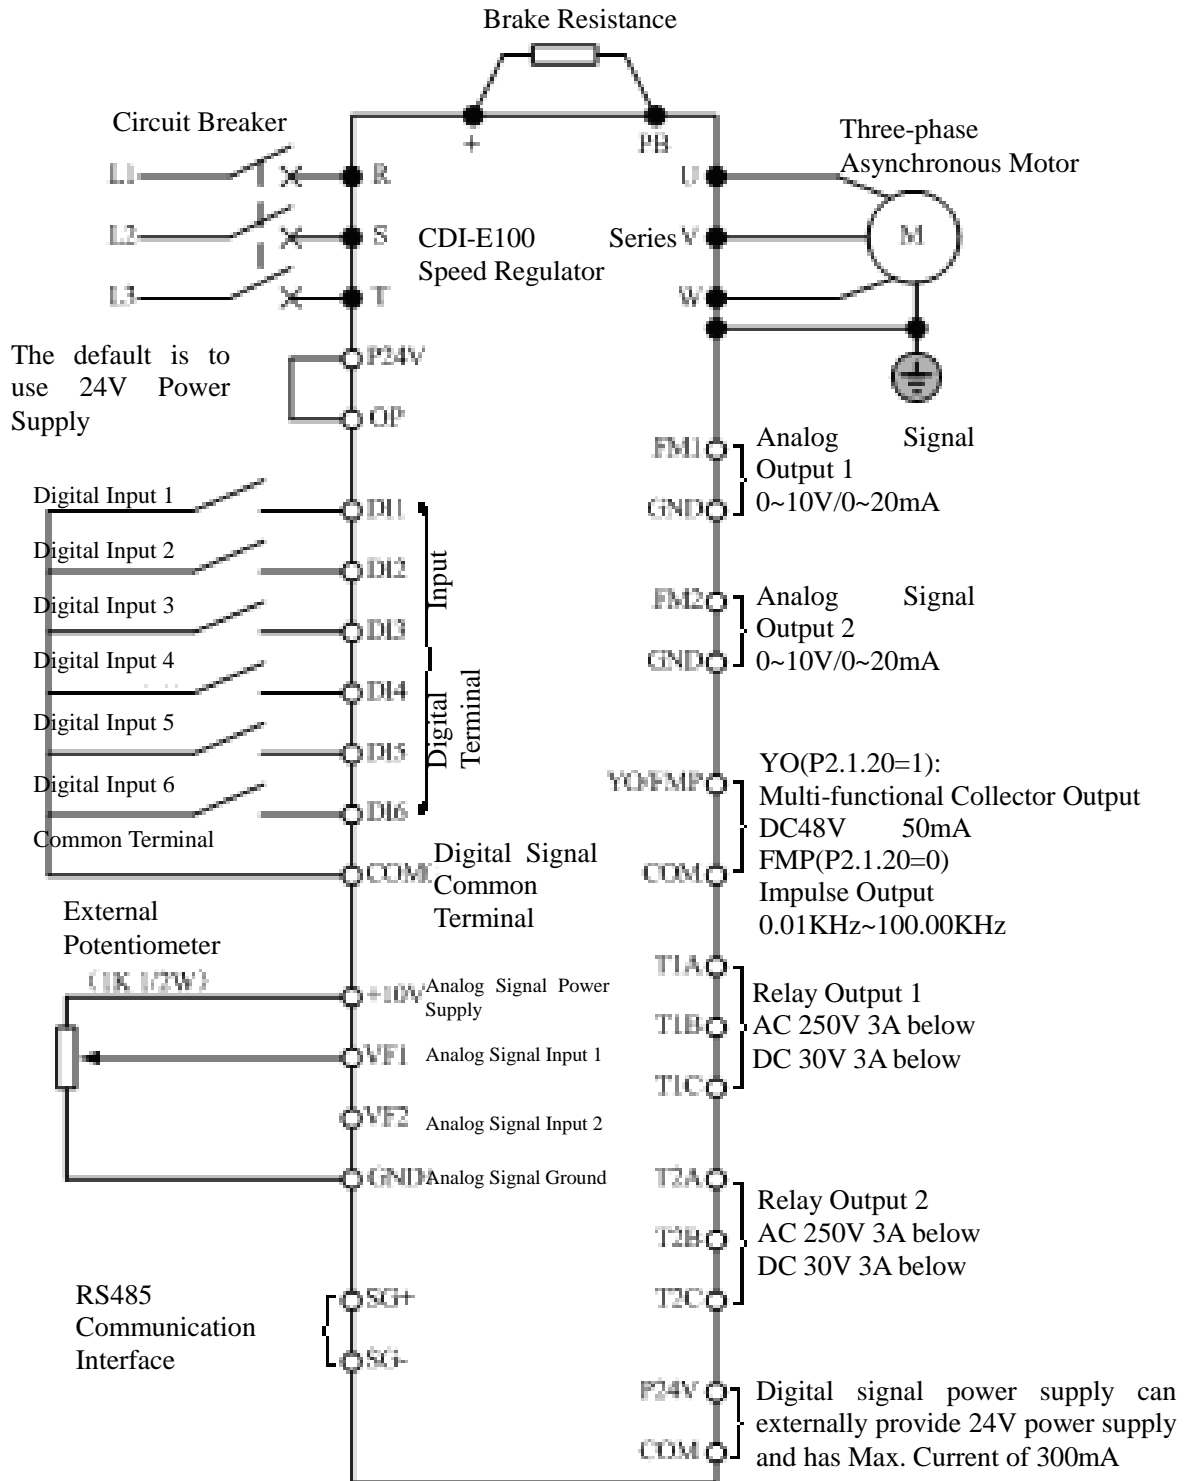 Brake Resistance
+
PB
Circuit Breaker
L1
R
L2
S
L3
T
CDI-E100 Series
Speed Regulator
U
V
W
Three-phase
Asynchronous Motor
M
The default is to
use 24V Power
Supply
P24V
OP
Digital Input 1
DI1
Digital Input 2
DI2
Digital Input 3
DI3
Digital Input 4
DI4
Digital Input 5
DI5
Digital Input 6
DI6
Input
Digital
Terminal
Common Terminal
COM
Digital Signal
Common
Terminal
External
Potentiometer
(1K 1/2W)
+10V
Analog Signal Power
Supply
VF1
Analog Signal Input 1
VF2
Analog Signal Input 2
GND
Analog Signal Ground
RS485
Communication
Interface
SG+
SG-
FM1
GND
Analog Signal
Output 1
0~10V/0~20mA
FM2
GND
Analog Signal
Output 2
0~10V/0~20mA
YO/FMP
COM
YO(P2.1.20=1):
Multi-functional Collector Output
DC48V 50mA
FMP(P2.1.20=0)
Impulse Output
0.01KHz~100.00KHz
T1A
T1B
T1C
Relay Output 1
AC 250V 3A below
DC 30V 3A below
T2A
T2B
T2C
Relay Output 2
AC 250V 3A below
DC 30V 3A below
P24V
COM
Digital signal power supply can
externally provide 24V power supply
and has Max. Current of 300mA